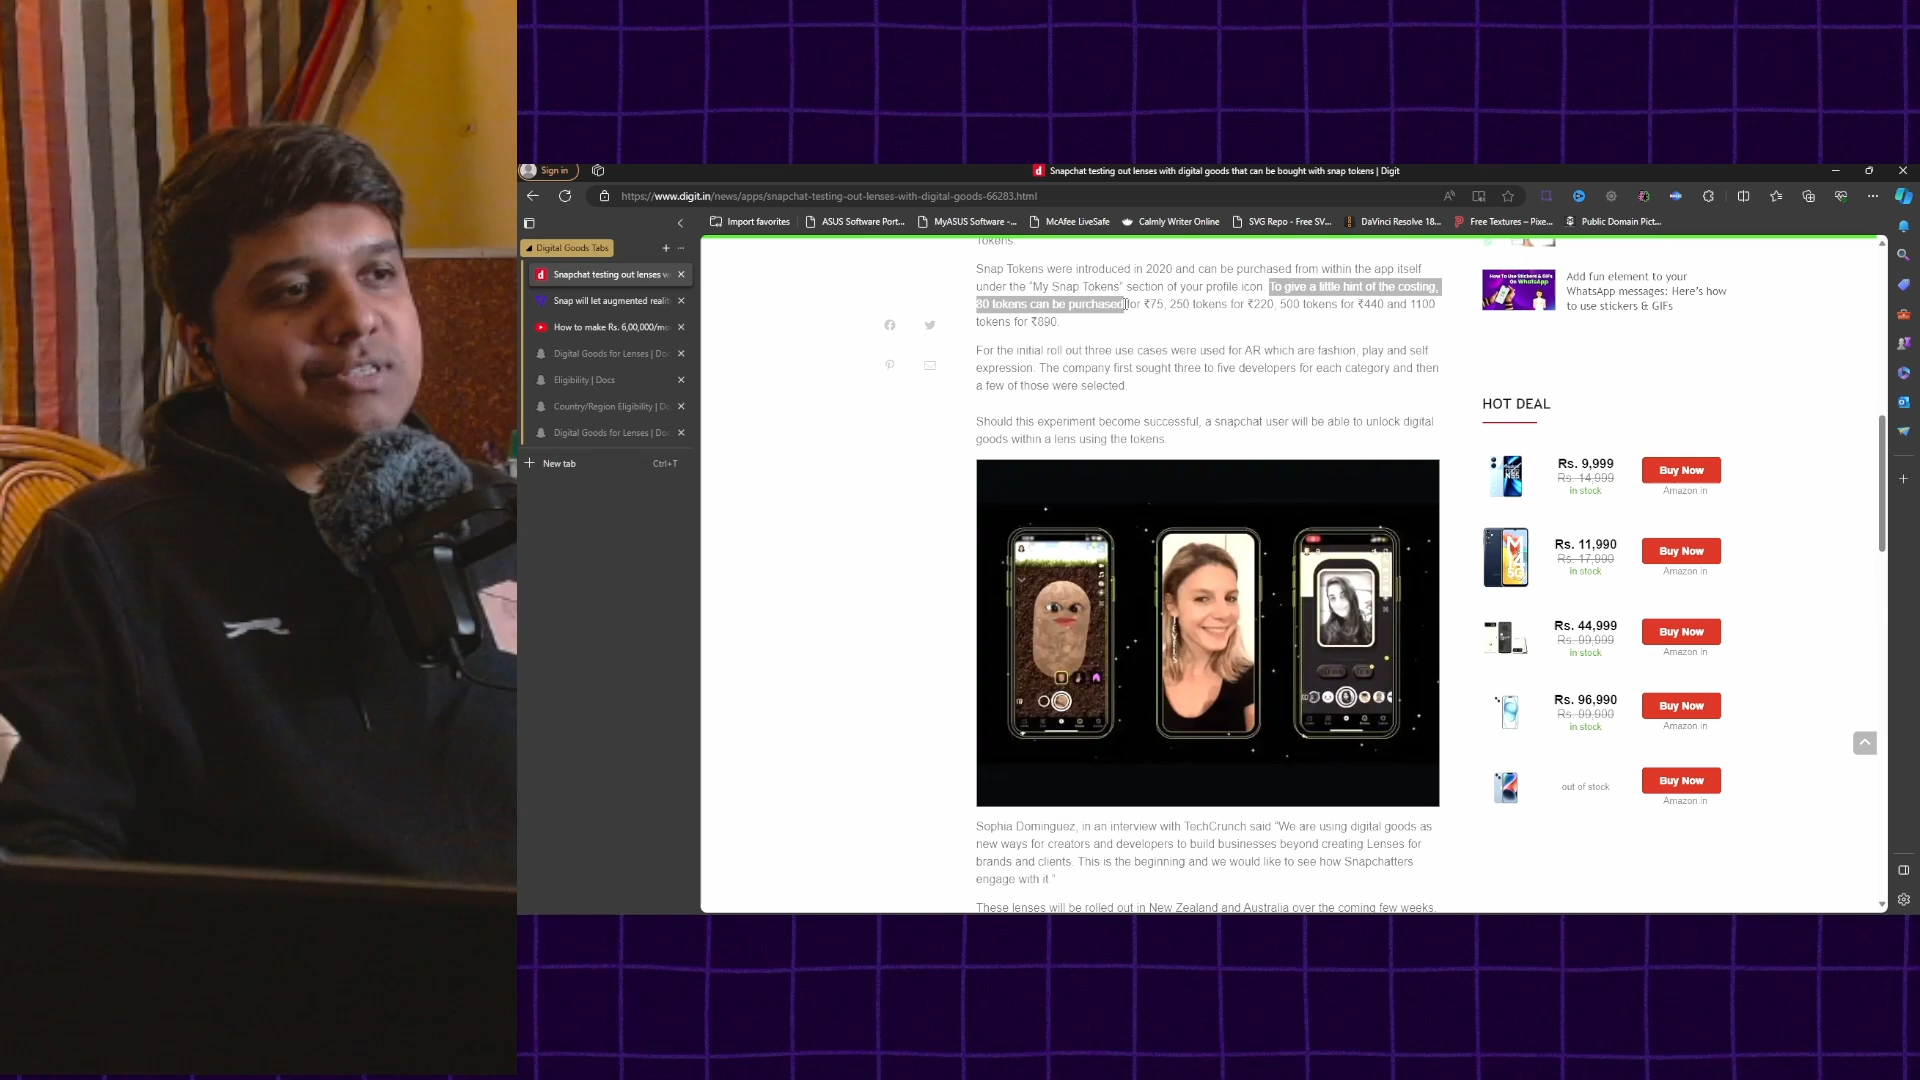 Sign in
Snapchat testing out lenses with digital goods that can be bought with snap tokens | Digit
https://www.digit.in/news/apps/snapchat-testing-out-lenses-with-digital-goods-66283.html
Import favorites
ASUS Software Port...
MyASUS Software -...
McAfee LiveSafe
Calmly Writer Online
SVG Repo - Free SV...
DaVinci Resolve 18...
Free Textures – Pixe...
Public Domain Pict...
Digital Goods Tabs
Snapchat testing out lenses w
Snap will let augmented realit
How to make Rs. 6,00,000/mo
Digital Goods for Lenses | Doc
Eligibility | Docs
Country/Region Eligibility | Do
Digital Goods for Lenses | Doc
New tab Ctrl+T
Tokens
Snap Tokens were introduced in 2020 and can be purchased from within the app itself
under the “My Snap Tokens” section of your profile icon. To give a little hint of the costing,
80 tokens can be purchased for ₹75, 250 tokens for ₹220, 500 tokens for ₹440 and 1100
tokens for ₹890.
For the initial roll out three use cases were used for AR which are fashion, play and self
expression. The company first sought three to five developers for each category and then
a few of those were selected.
Should this experiment become successful, a snapchat user will be able to unlock digital
goods within a lens using the tokens.
Sophia Dominguez, in an interview with TechCrunch said “We are using digital goods as
new ways for creators and developers to build businesses beyond creating Lenses for
brands and clients. This is the beginning and we would like to see how Snapchatters
engage with it.”
These lenses will be rolled out in New Zealand and Australia over the coming few weeks.
How To Use Stickers & GIFs
On WhatsApp
Add fun element to your
WhatsApp messages: Here’s how
to use stickers & GIFs
HOT DEAL
Rs. 9,999
Rs. 14,999
in stock
Buy Now
Amazon.in
Rs. 11,990
Rs. 17,990
in stock
Buy Now
Amazon.in
Rs. 44,999
Rs. 99,999
in stock
Buy Now
Amazon.in
Rs. 96,990
Rs. 99,900
in stock
Buy Now
Amazon.in
out of stock
Buy Now
Amazon.in